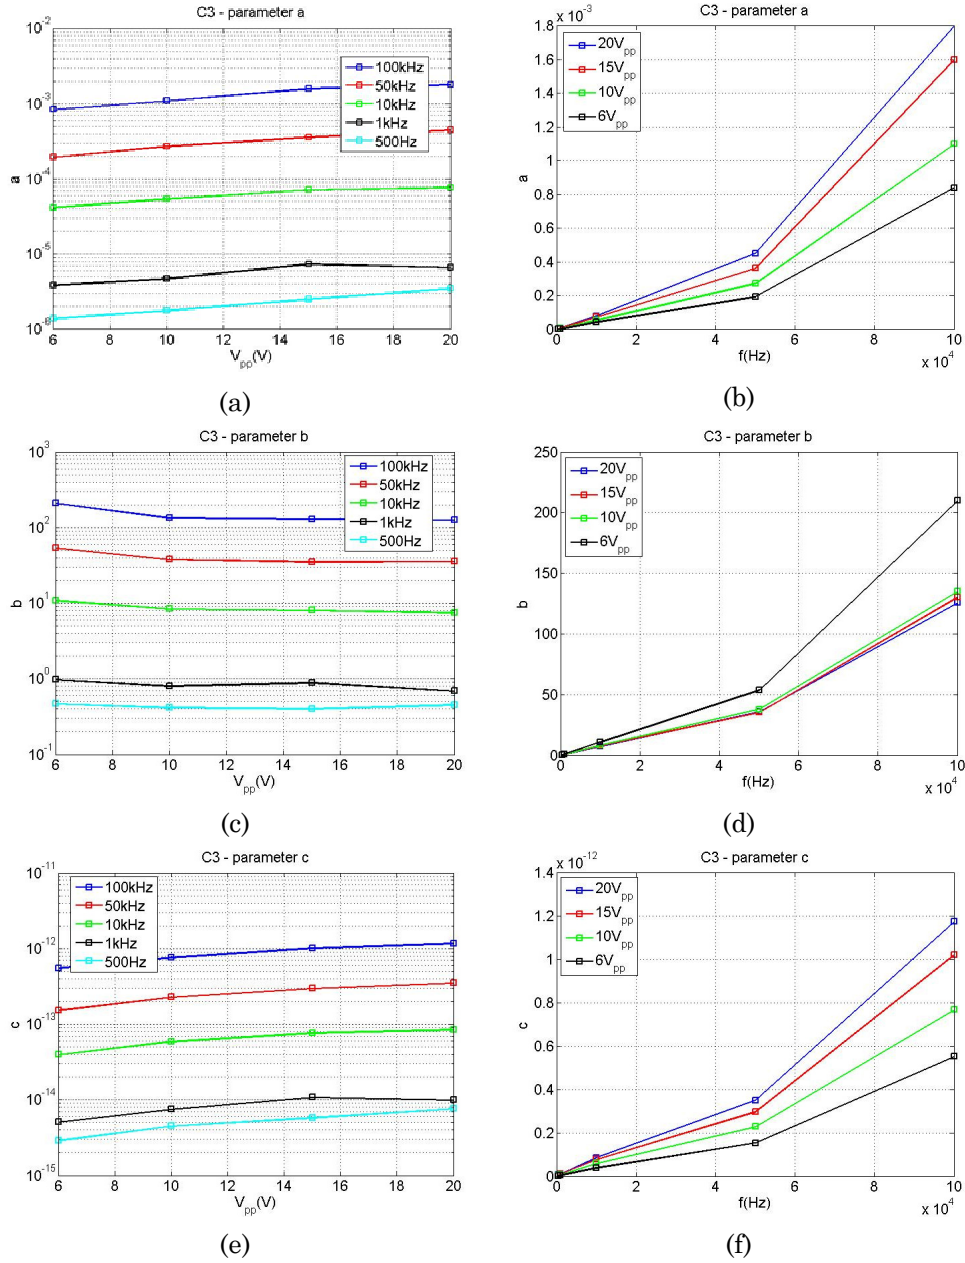 C3 - parameter a
10^-2
10^-3
10^-4
10^-5
10^-6
a
6 8 10 12 14 16 18 20
V_pp(V)
100kHz
50kHz
10kHz
1kHz
500Hz
(a)
C3 - parameter a
x 10^-3
1.8
1.6
1.4
1.2
1
0.8
0.6
0.4
0.2
0
a
0 2 4 6 8 10
f(Hz)
x 10^4
20V_pp
15V_pp
10V_pp
6V_pp
(b)
C3 - parameter b
10^3
10^2
10^1
10^0
10^-1
b
6 8 10 12 14 16 18 20
V_pp(V)
100kHz
50kHz
10kHz
1kHz
500Hz
(c)
C3 - parameter b
250
200
150
100
50
0
b
0 2 4 6 8 10
f(Hz)
x 10^4
20V_pp
15V_pp
10V_pp
6V_pp
(d)
C3 - parameter c
10^-11
10^-12
10^-13
10^-14
10^-15
c
6 8 10 12 14 16 18 20
V_pp(V)
100kHz
50kHz
10kHz
1kHz
500Hz
(e)
C3 - parameter c
x 10^-12
1.4
1.2
1
0.8
0.6
0.4
0.2
0
c
0 2 4 6 8 10
f(Hz)
x 10^4
20V_pp
15V_pp
10V_pp
6V_pp
(f)